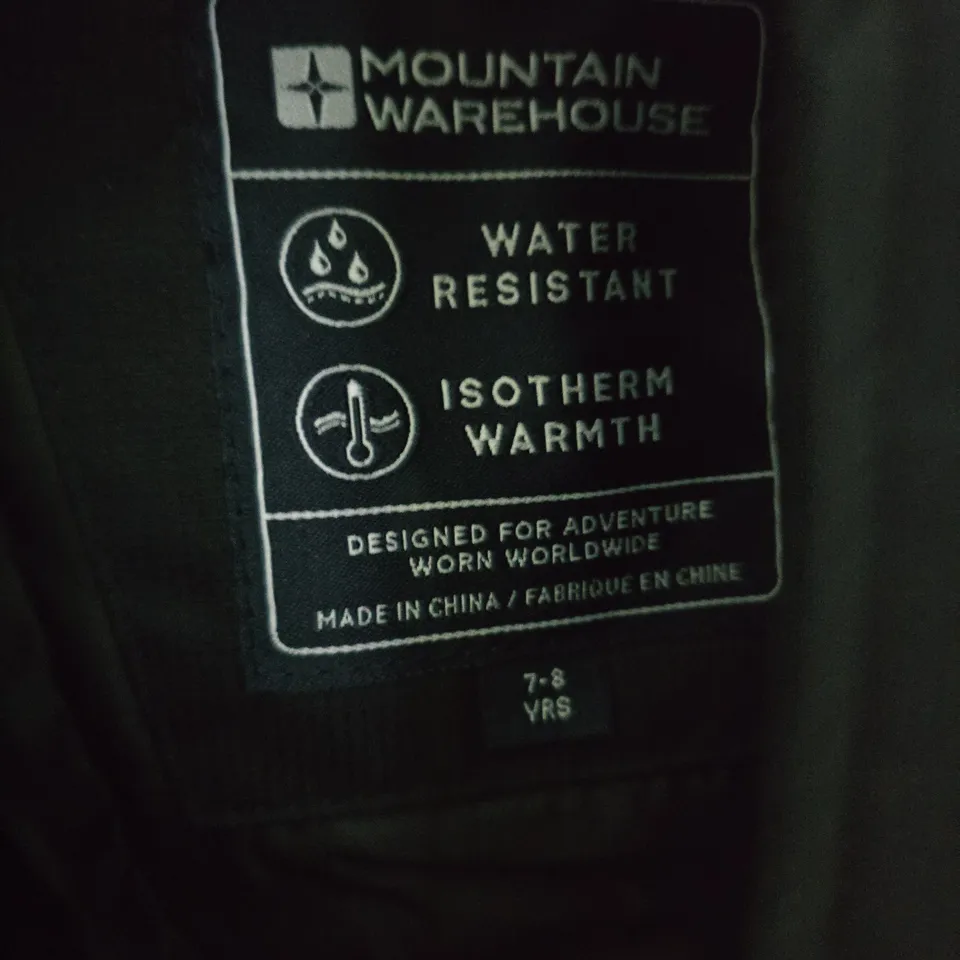 MOUNTAIN
WAREHOUSE
WATER
RESISTANT
ISOTHERM
WARMTH
DESIGNED FOR ADVENTURE
WORN WORLDWIDE
MADE IN CHINA / FABRIQUÉ EN CHINE
7-8
YRS